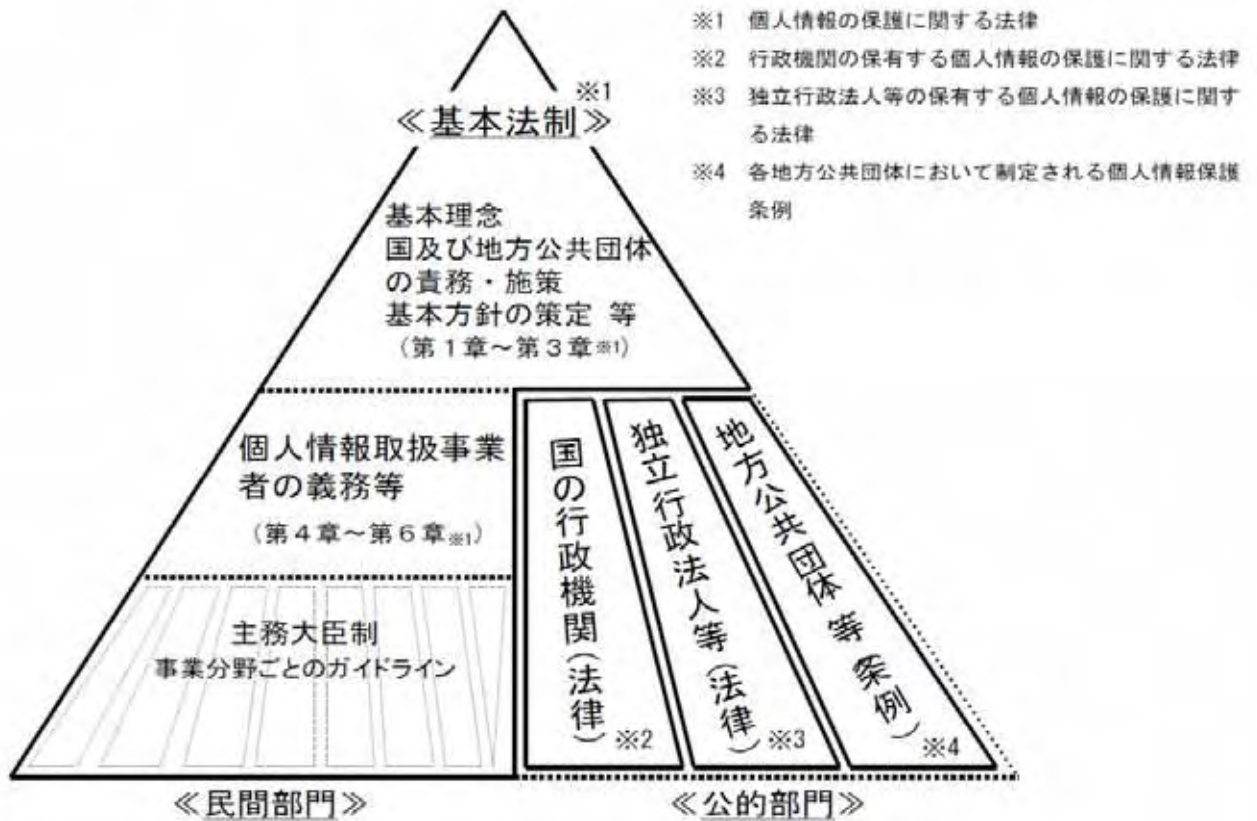 ※1 個人情報の保護に関する法律
※2 行政機関の保有する個人情報の保護に関する法律
※3 独立行政法人等の保有する個人情報の保護に関す
る法律
※4 各地方公共団体において制定される個人情報保護
条例
※1
≪基本法制≫
基本理念
国及び地方公共団体
の責務・施策
基本方針の策定 等
(第1章~第3章※1)
個人情報取扱事業
者の義務等
(第4章~第6章※1)
主務大臣制
事業分野ごとのガイドライン
国の行政機関(法律)※2
独立行政法人等(法律)※3
地方公共団体 等 条例)※4
≪民間部門≫
≪公的部門≫